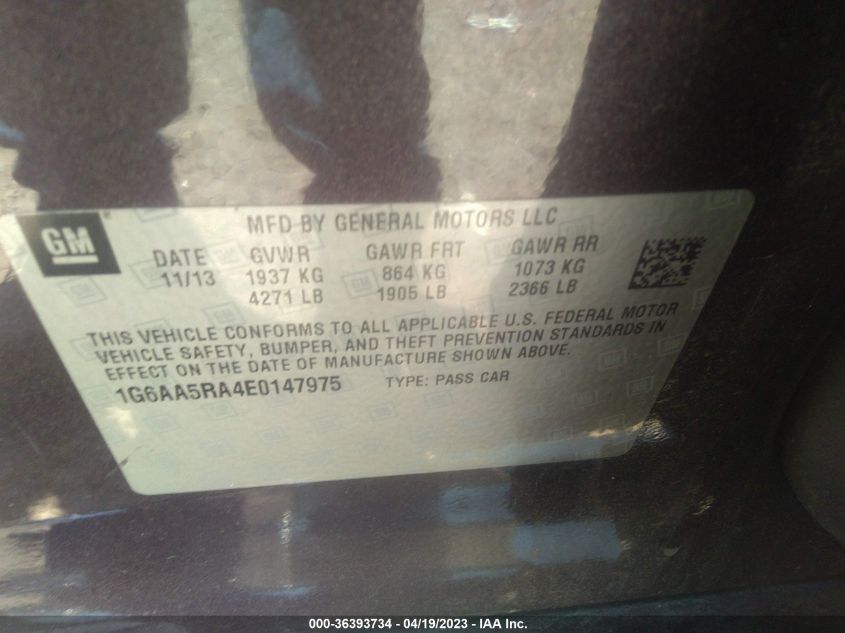 GM
MFD BY GENERAL MOTORS LLC
DATE GVWR GAWR FRT GAWR RR
11/13 1937 KG 864 KG 1073 KG
4271 LB 1905 LB 2366 LB
THIS VEHICLE CONFORMS TO ALL APPLICABLE U.S. FEDERAL MOTOR
VEHICLE SAFETY, BUMPER, AND THEFT PREVENTION STANDARDS IN
EFFECT ON THE DATE OF MANUFACTURE SHOWN ABOVE.
1G6AA5RA4E0147975 TYPE: PASS CAR
000-36393734 - 04/19/2023 - IAA Inc.